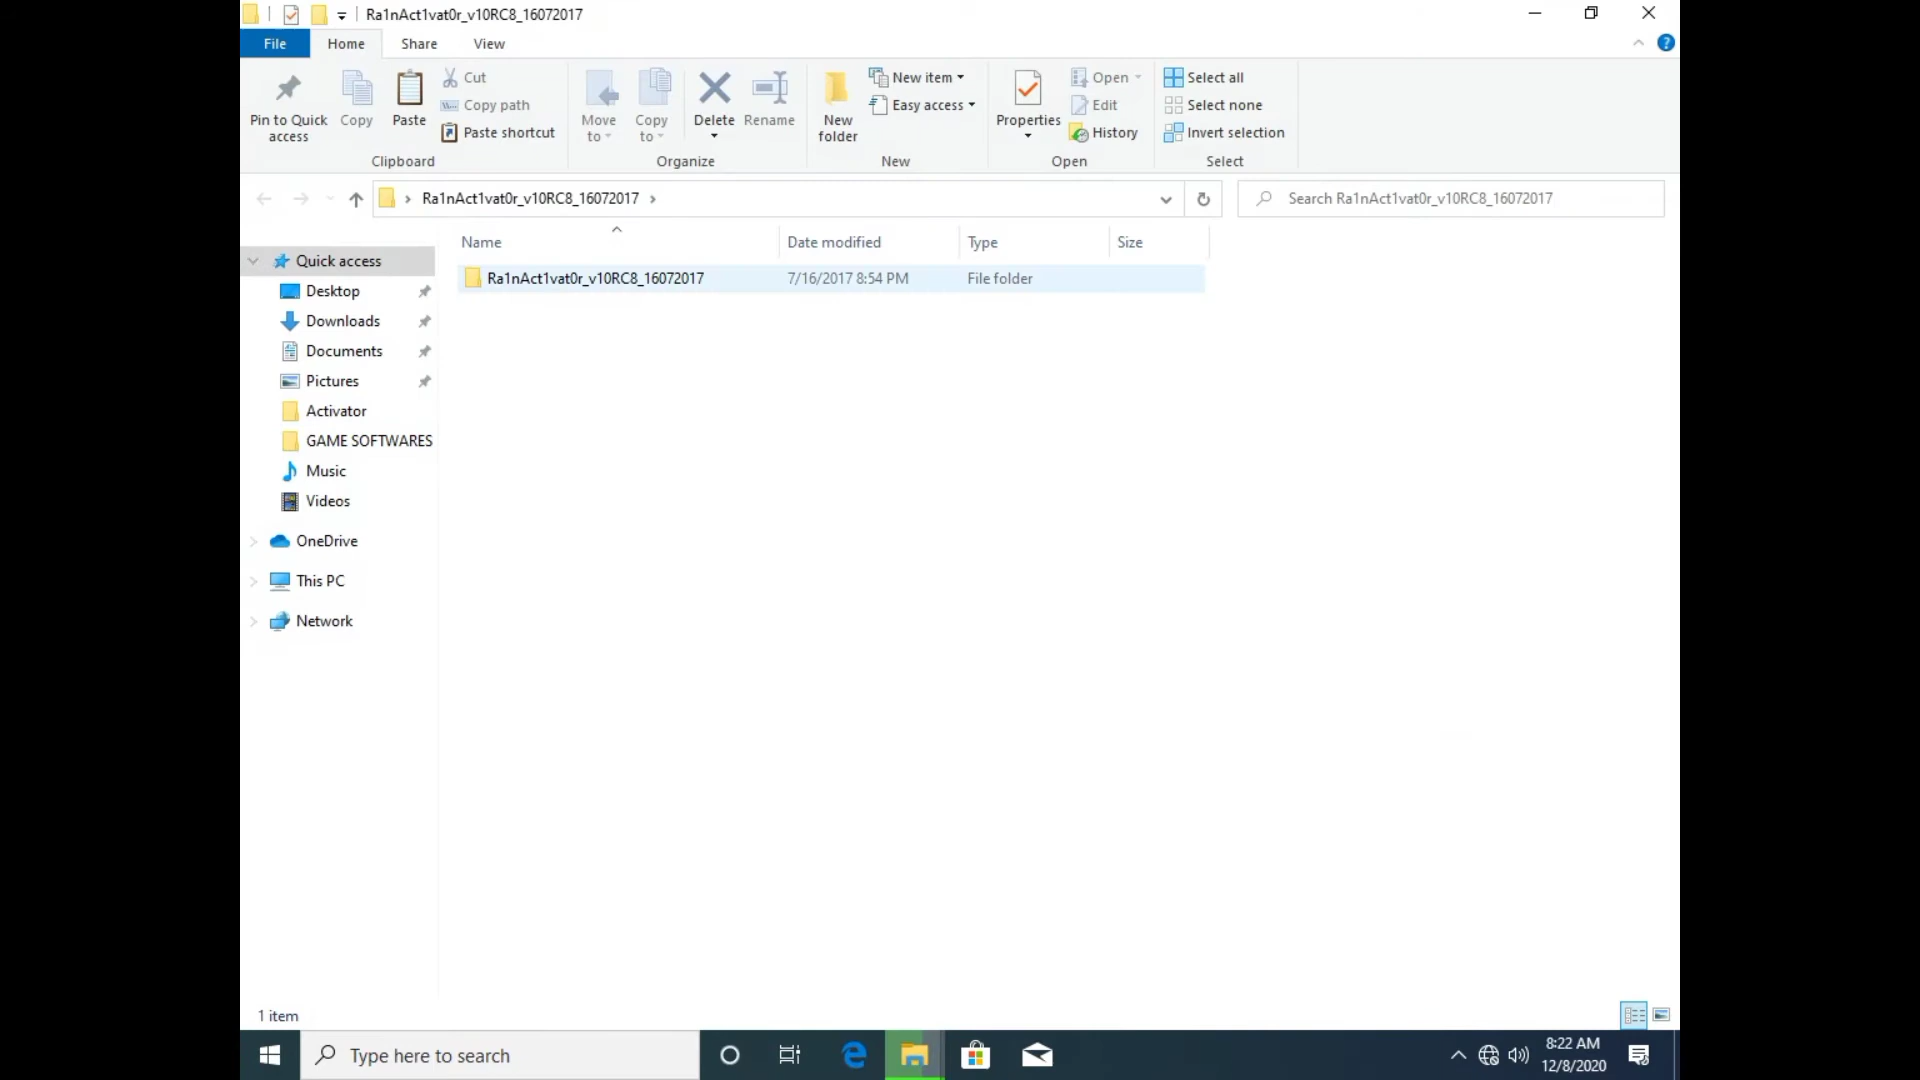 Ra1nAct1vat0r_v10RC8_16072017
File Home Share View
Pin to Quick access
Copy
Paste
Cut
Copy path
Paste shortcut
Clipboard
Move to
Copy to
Delete
Rename
Organize
New folder
New item
Easy access
New
Properties
Open
Edit
History
Open
Select all
Select none
Invert selection
Select
Ra1nAct1vat0r_v10RC8_16072017
Search Ra1nAct1vat0r_v10RC8_16072017
Name Date modified Type Size
Ra1nAct1vat0r_v10RC8_16072017 7/16/2017 8:54 PM File folder
Quick access
Desktop
Downloads
Documents
Pictures
Activator
GAME SOFTWARES
Music
Videos
OneDrive
This PC
Network
1 item
Type here to search
8:22 AM
12/8/2020